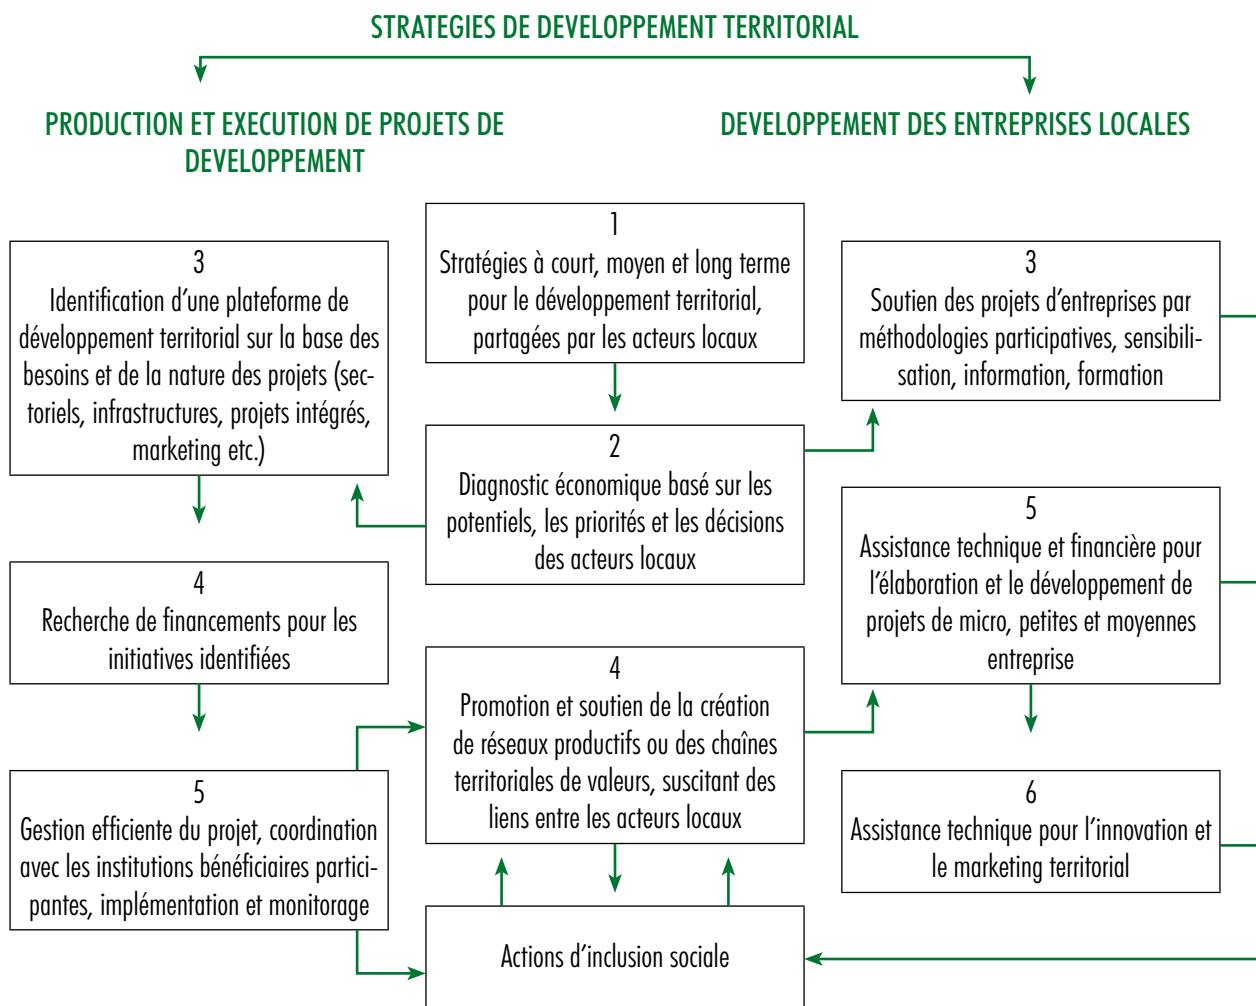 STRATEGIES DE DEVELOPPEMENT TERRITORIAL
PRODUCTION ET EXECUTION DE PROJETS DE
DEVELOPPEMENT
DEVELOPPEMENT DES ENTREPRISES LOCALES
1
Stratégies à court, moyen et long terme
pour le développement territorial,
partagées par les acteurs locaux
3
Identification d’une plateforme de
développement territorial sur la base des
besoins et de la nature des projets (sec-
toriels, infrastructures, projets intégrés,
marketing etc.)
3
Soutien des projets d’entreprises par
méthodologies participatives, sensibili-
sation, information, formation
2
Diagnostic économique basé sur les
potentiels, les priorités et les décisions
des acteurs locaux
4
Recherche de financements pour les
initiatives identifiées
5
Assistance technique et financière pour
l’élaboration et le développement de
projets de micro, petites et moyennes
entreprise
4
Promotion et soutien de la création
de réseaux productifs ou des chaînes
territoriales de valeurs, suscitant des
liens entre les acteurs locaux
5
Gestion efficiente du projet, coordination
avec les institutions bénéficiaires partici-
pantes, implémentation et monitorage
6
Assistance technique pour l’innovation et
le marketing territorial
Actions d’inclusion sociale